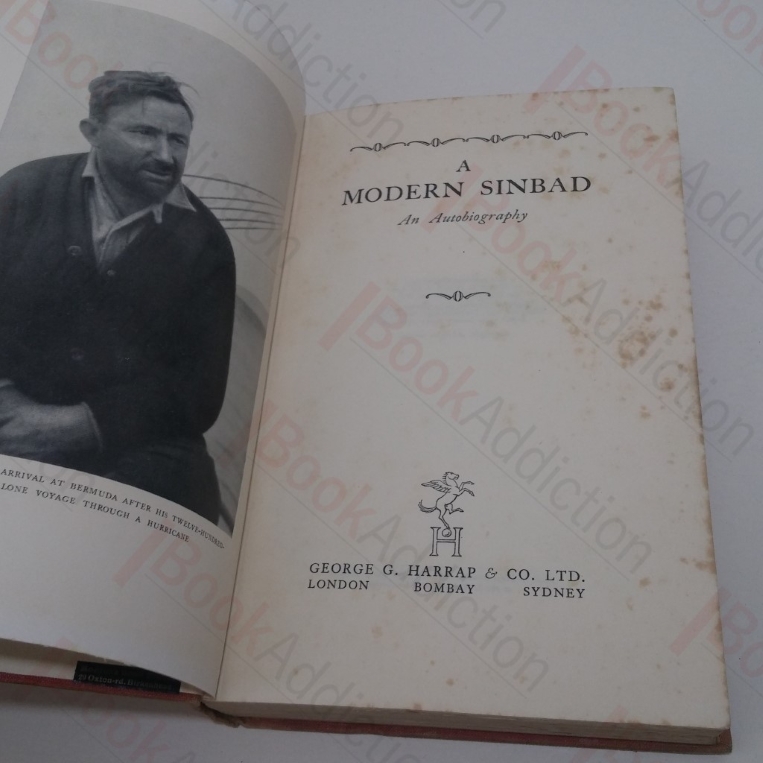 ARRIVAL AT BERMUDA AFTER HIS TWELVE-HUNDRED-
LONE VOYAGE THROUGH A HURRICANE
A
MODERN SINBAD
An Autobiography
H
GEORGE G. HARRAP & CO. LTD.
LONDON BOMBAY SYDNEY
BookAddiction